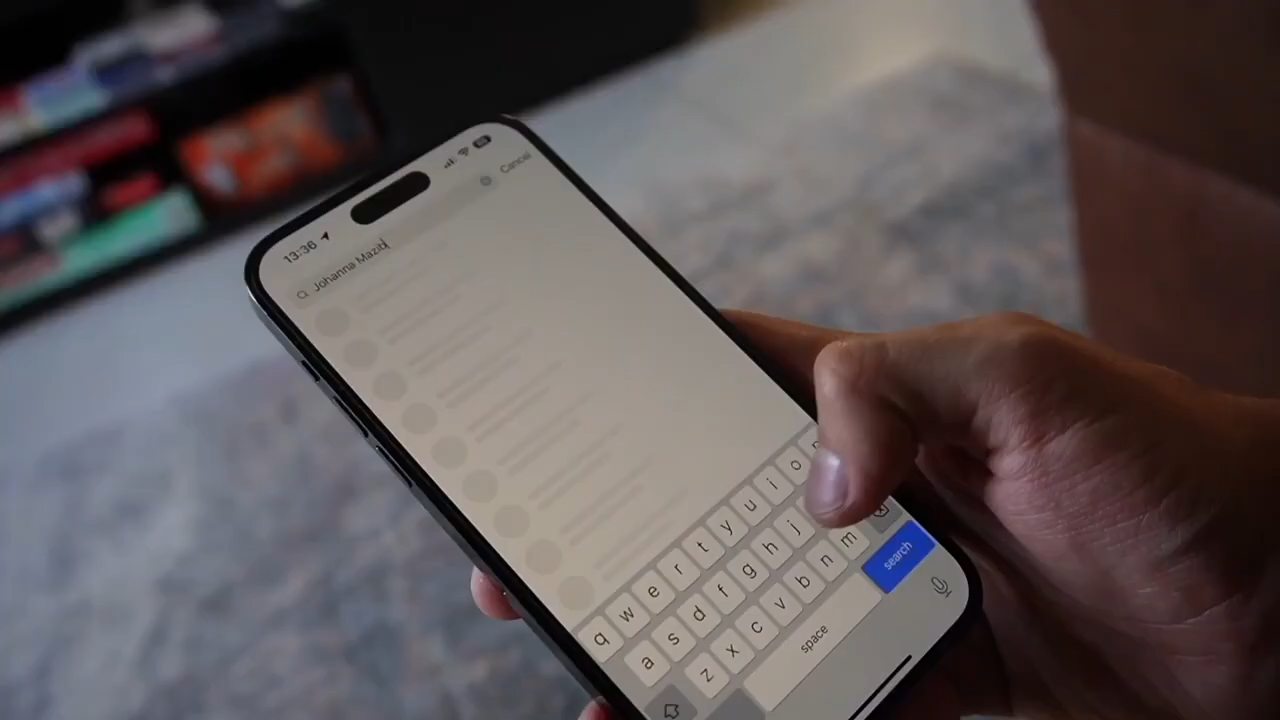 13:36
Cancel
Johanna Mazib
q w e r t y u i o
a s d f g h j
z x c v b n m
space
search